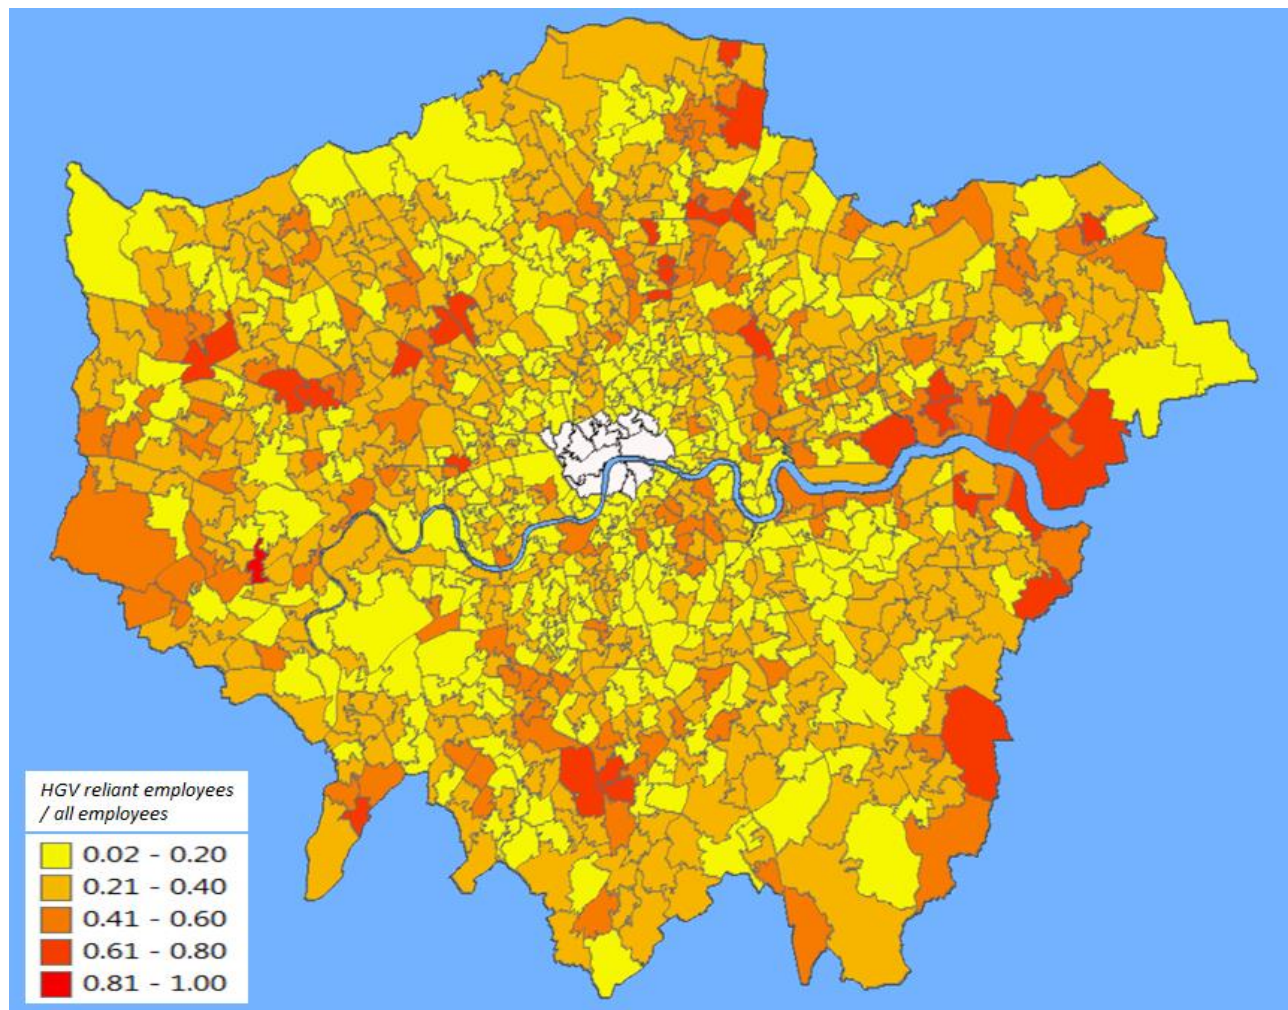 HGV reliant employees
/ all employees
0.02 - 0.20
0.21 - 0.40
0.41 - 0.60
0.61 - 0.80
0.81 - 1.00